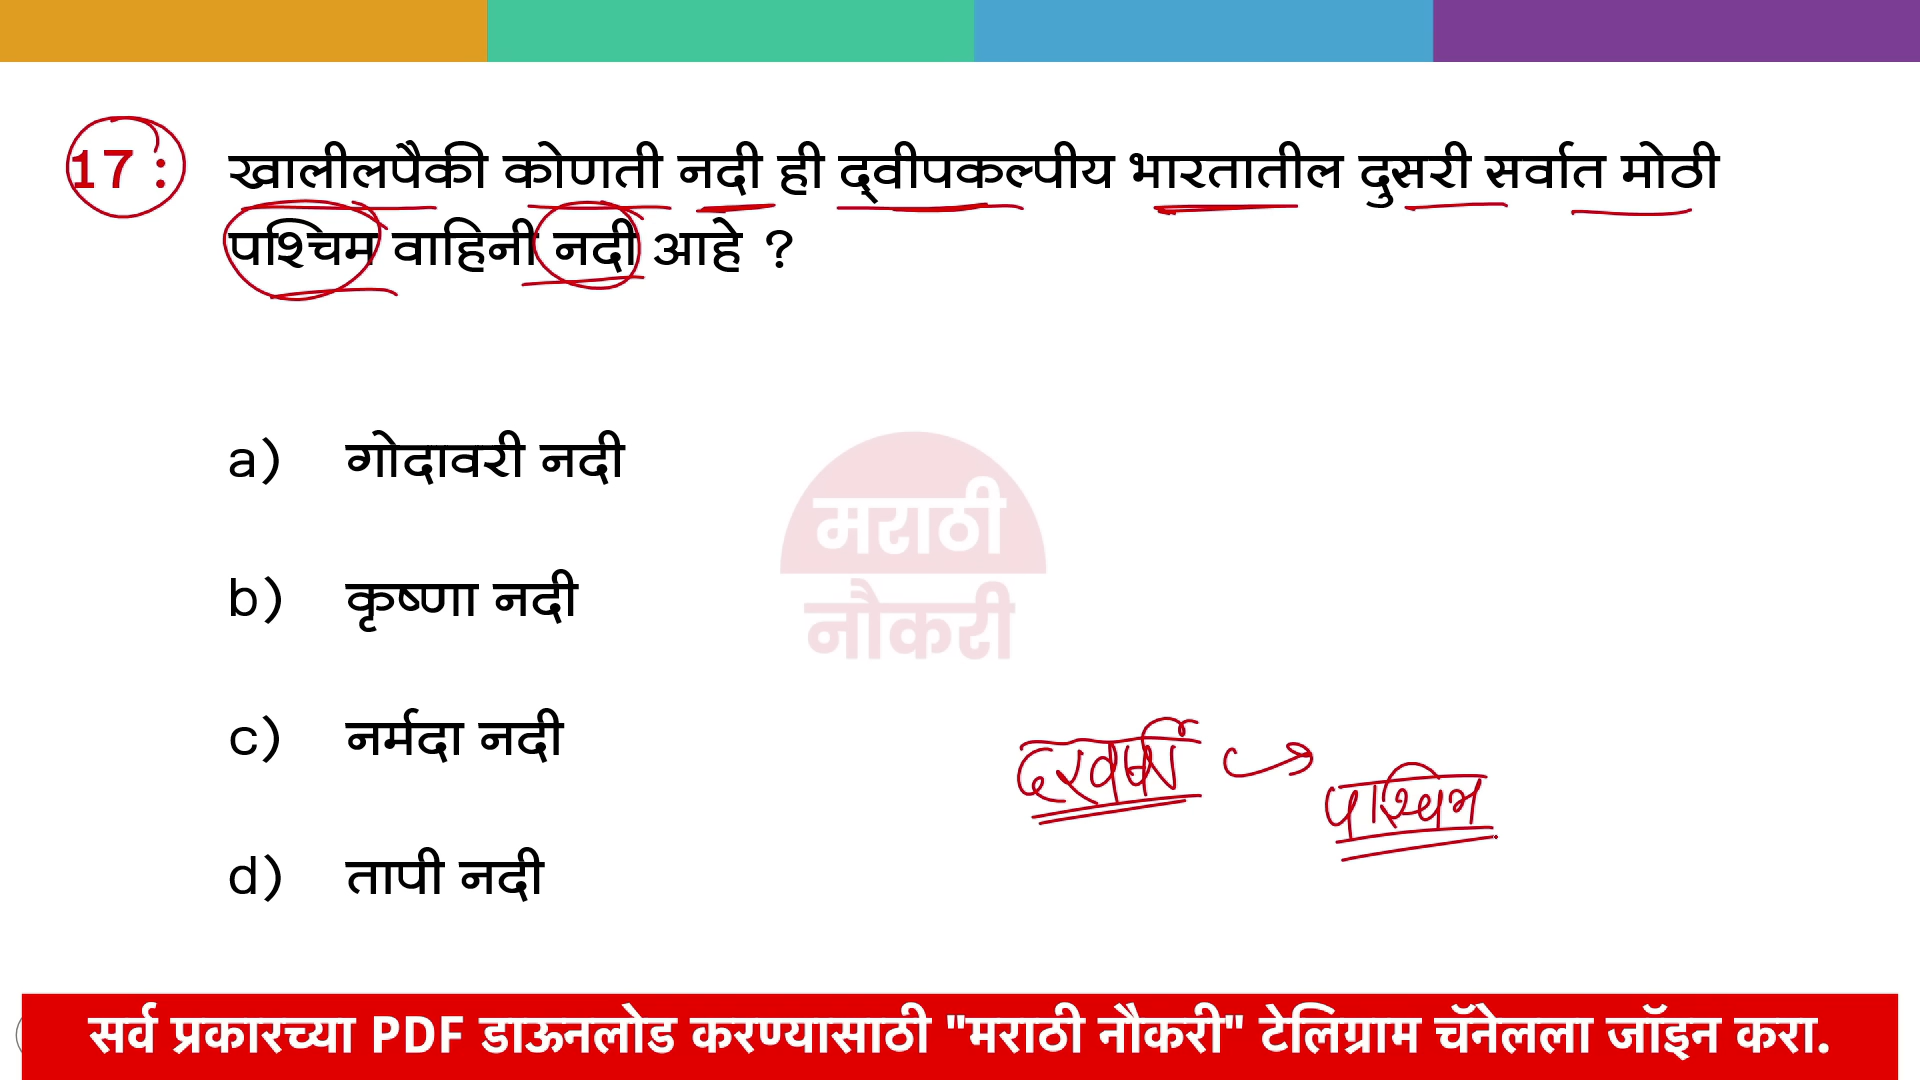 17 : खालीलपैकी कोणती नदी ही द्वीपकल्पीय भारतातील दुसरी सर्वात मोठी
पश्चिम वाहिनी नदी आहे ?
a) गोदावरी नदी
मराठी
नौकरी
b) कृष्णा नदी
c) नर्मदा नदी
पश्चिम
d) तापी नदी
सर्व प्रकारच्या PDF डाऊनलोड करण्यासाठी "मराठी नौकरी" टेलिग्राम चॅनेलला जॉइन करा.